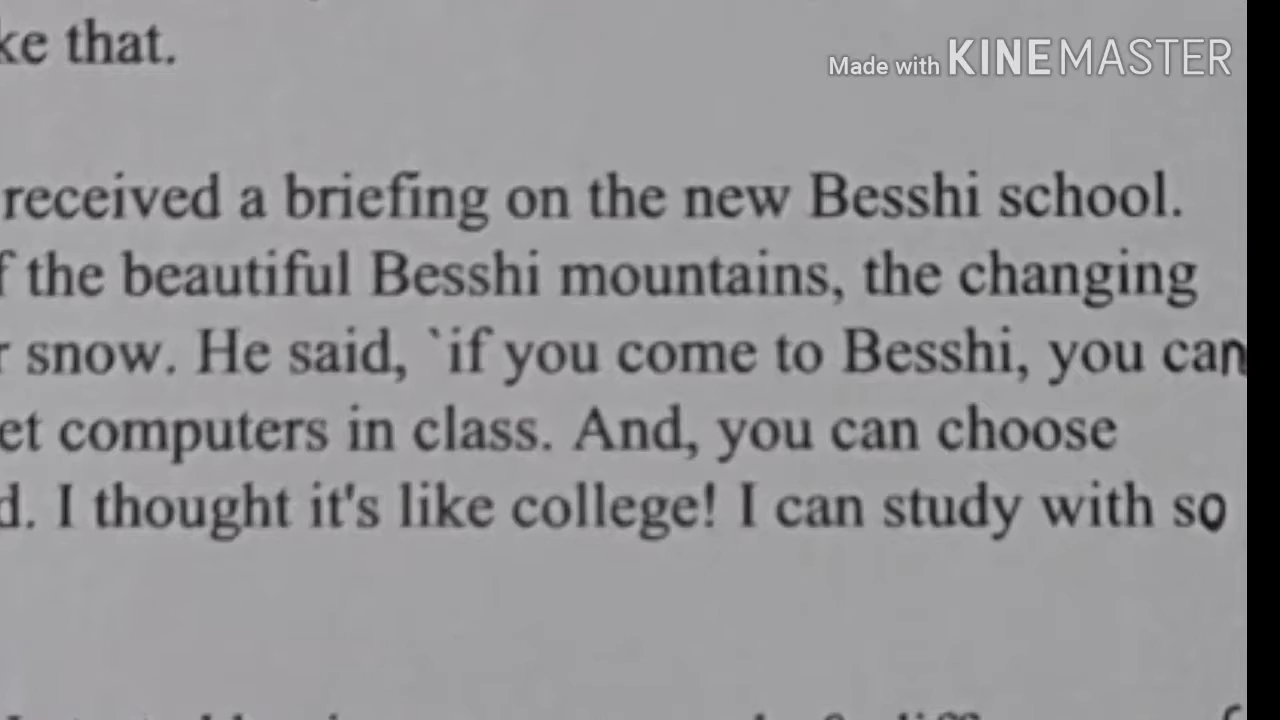 ke that.
Made with KINEMASTER
received a briefing on the new Besshi school.
f the beautiful Besshi mountains, the changing
r snow. He said, `if you come to Besshi, you can
et computers in class. And, you can choose
d. I thought it's like college! I can study with so